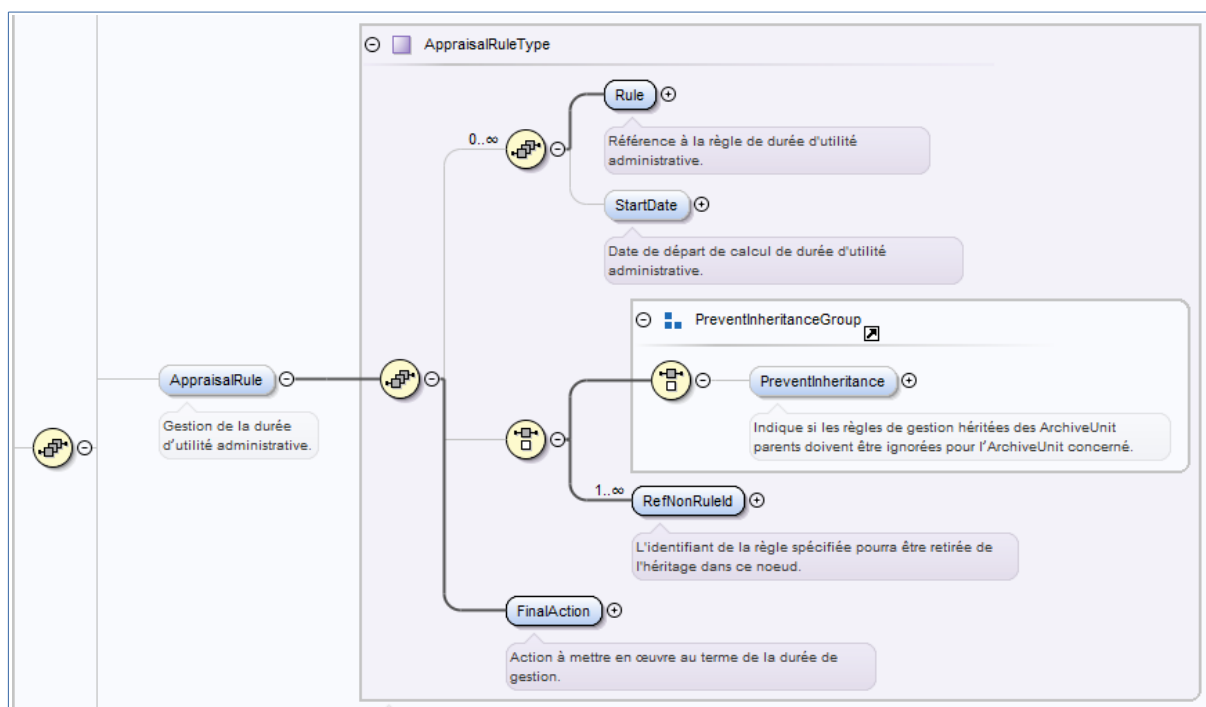 AppraisalRuleType
Rule
0..∞
Référence à la règle de durée d'utilité
administrative.
StartDate
Date de départ de calcul de durée d'utilité
administrative.
PreventInheritanceGroup
AppraisalRule
Gestion de la durée
d'utilité administrative.
PreventInheritance
Indique si les règles de gestion héritées des ArchiveUnit
parents doivent être ignorées pour l'ArchiveUnit concerné.
1..∞
RefNonRuleId
L'identifiant de la règle spécifiée pourra être retirée de
l'héritage dans ce noeud.
FinalAction
Action à mettre en œuvre au terme de la durée de
gestion.